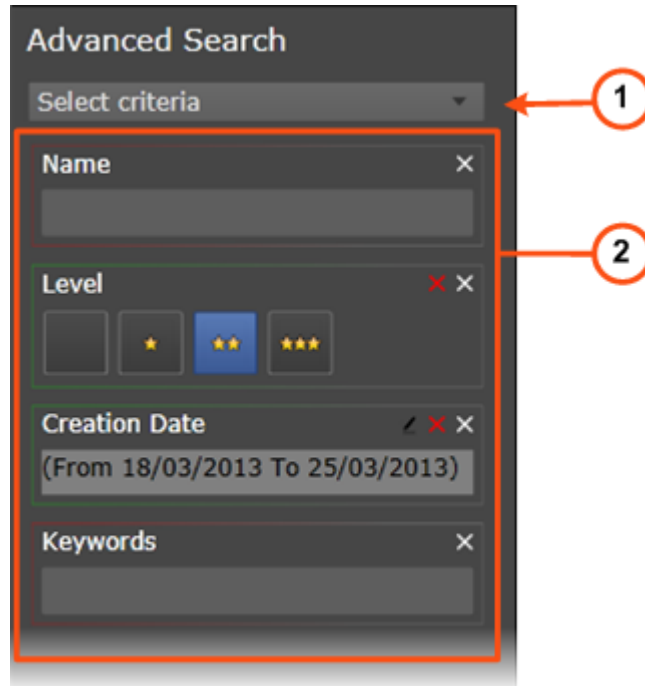 Advanced Search
Select criteria
1
Name
2
Level
Creation Date
(From 18/03/2013 To 25/03/2013)
Keywords